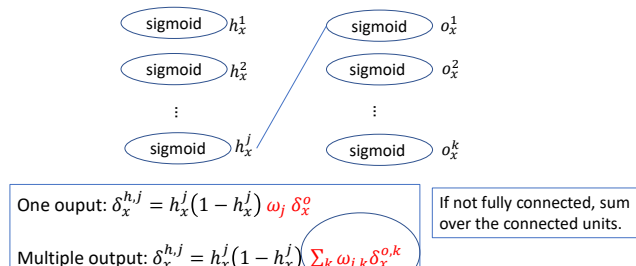 sigmoid h_x^1 sigmoid o_x^1
sigmoid h_x^2 sigmoid o_x^2
⋮ ⋮
sigmoid h_x^j sigmoid o_x^k
One ouput: δ_x^{h,j} = h_x^j(1 − h_x^j) ω_j δ_x^o
If not fully connected, sum
over the connected units.
Multiple output: δ_x^{h,j} = h_x^j(1 − h_x^j) ∑_k ω_{j,k} δ_x^{o,k}